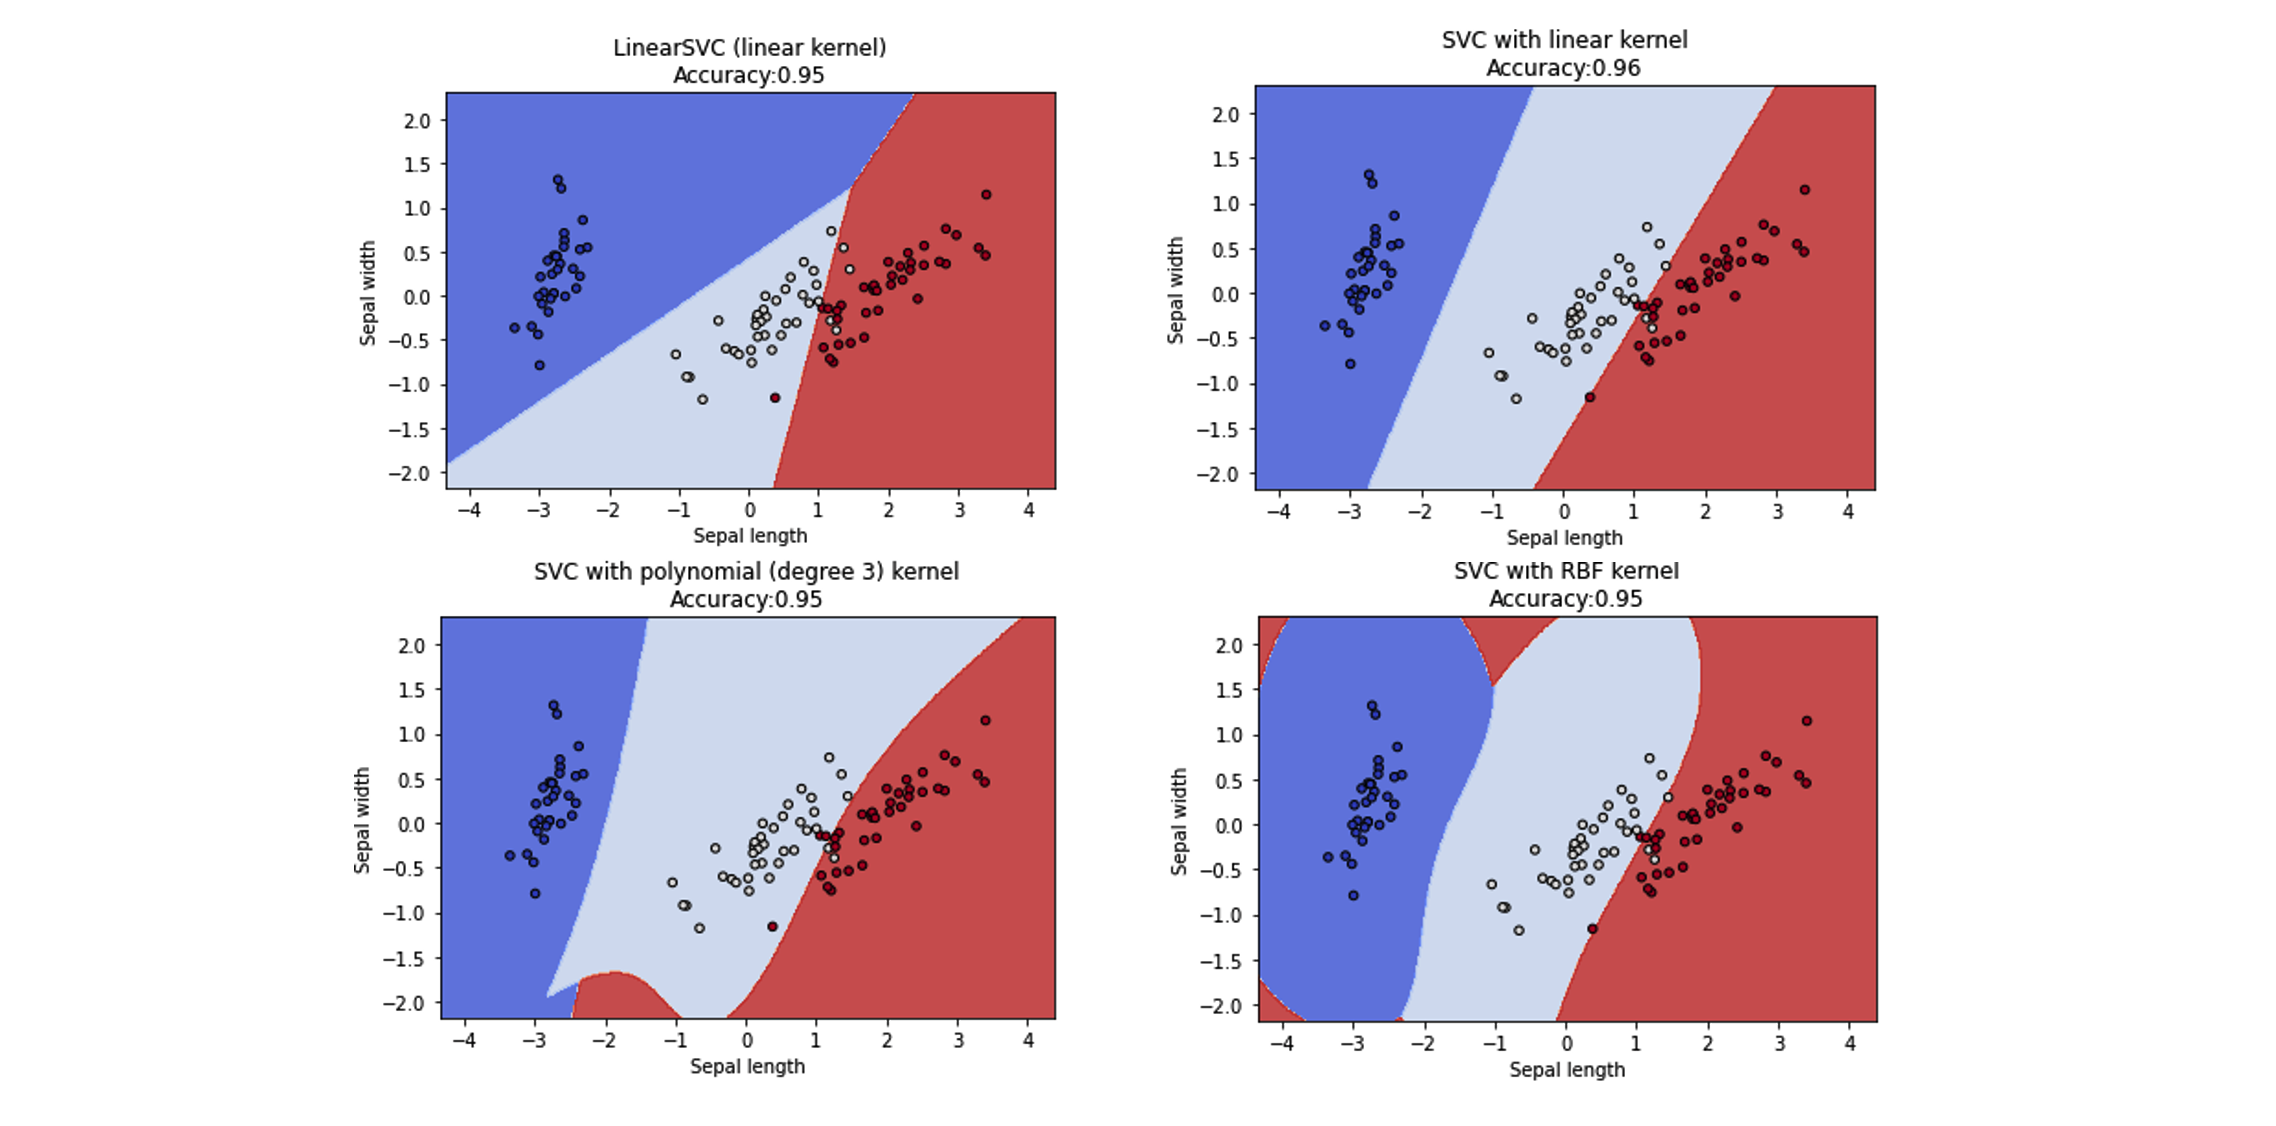 LinearSVC (linear kernel)
Accuracy:0.95
2.0
1.5
1.0
0.5
0.0
−0.5
−1.0
−1.5
−2.0
Sepal width
−4 −3 −2 −1 0 1 2 3 4
Sepal length
SVC with linear kernel
Accuracy:0.96
2.0
1.5
1.0
0.5
0.0
−0.5
−1.0
−1.5
−2.0
Sepal width
−4 −3 −2 −1 0 1 2 3 4
Sepal length
SVC with polynomial (degree 3) kernel
Accuracy:0.95
2.0
1.5
1.0
0.5
0.0
−0.5
−1.0
−1.5
−2.0
Sepal width
−4 −3 −2 −1 0 1 2 3 4
Sepal length
SVC with RBF kernel
Accuracy:0.95
2.0
1.5
1.0
0.5
0.0
−0.5
−1.0
−1.5
−2.0
Sepal width
−4 −3 −2 −1 0 1 2 3 4
Sepal length